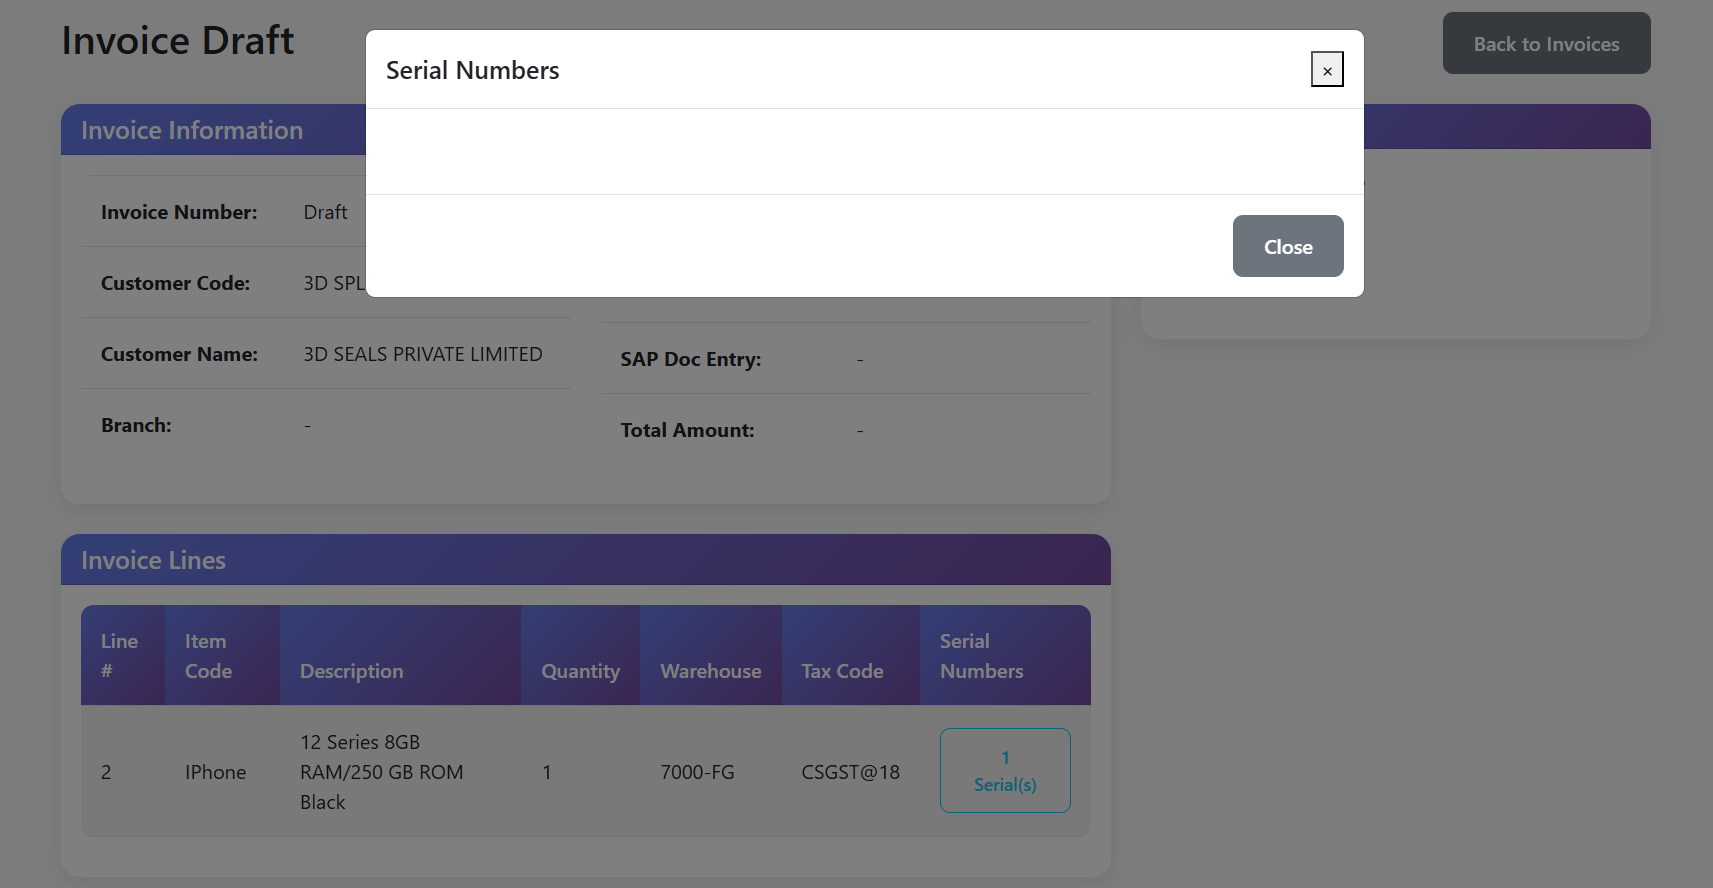 Invoice Draft
Back to Invoices
Serial Numbers
×
Close
Invoice Information
Invoice Number: Draft
Customer Code: 3D SPL
Customer Name: 3D SEALS PRIVATE LIMITED
Branch: -
SAP Doc Entry: -
Total Amount: -
Invoice Lines
Line #
Item Code
Description
Quantity
Warehouse
Tax Code
Serial Numbers
2
IPhone
12 Series 8GB
RAM/250 GB ROM
Black
1
7000-FG
CSGST@18
1
Serial(s)